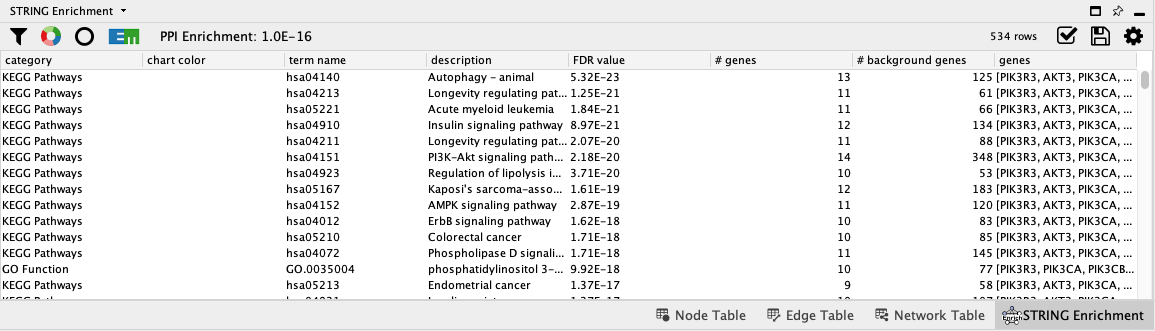 STRING Enrichment
PPI Enrichment: 1.0E-16 534 rows
category chart color term name description FDR value # genes # background genes genes
KEGG Pathways hsa04140 Autophagy - animal 5.32E-23 13 125 [PIK3R3, AKT3, PIK3CA, ...
KEGG Pathways hsa04213 Longevity regulating pat... 1.25E-21 11 61 [PIK3R3, AKT3, PIK3CA, ...
KEGG Pathways hsa05221 Acute myeloid leukemia 1.84E-21 11 66 [PIK3R3, AKT3, PIK3CA, ...
KEGG Pathways hsa04910 Insulin signaling pathway 8.97E-21 12 134 [PIK3R3, AKT3, PIK3CA, ...
KEGG Pathways hsa04211 Longevity regulating pat... 2.07E-20 11 88 [PIK3R3, AKT3, PIK3CA, ...
KEGG Pathways hsa04151 PI3K-Akt signaling path... 2.18E-20 14 348 [PIK3R3, AKT3, PIK3CA, ...
KEGG Pathways hsa04923 Regulation of lipolysis i... 3.71E-20 10 53 [PIK3R3, AKT3, PIK3CA, ...
KEGG Pathways hsa05167 Kaposi's sarcoma-asso... 1.61E-19 12 183 [PIK3R3, AKT3, PIK3CA, ...
KEGG Pathways hsa04152 AMPK signaling pathway 2.87E-19 11 120 [PIK3R3, AKT3, PIK3CA, ...
KEGG Pathways hsa04012 ErbB signaling pathway 1.62E-18 10 83 [PIK3R3, AKT3, PIK3CA, ...
KEGG Pathways hsa05210 Colorectal cancer 1.71E-18 10 85 [PIK3R3, AKT3, PIK3CA, ...
KEGG Pathways hsa04072 Phospholipase D signali... 1.71E-18 11 145 [PIK3R3, AKT3, PIK3CA, ...
GO Function GO.0035004 phosphatidylinositol 3-... 9.92E-18 10 77 [PIK3R3, PIK3CA, PIK3CB...
KEGG Pathways hsa05213 Endometrial cancer 1.37E-17 9 58 [PIK3R3, AKT3, PIK3CA, ...
Node Table Edge Table Network Table STRING Enrichment